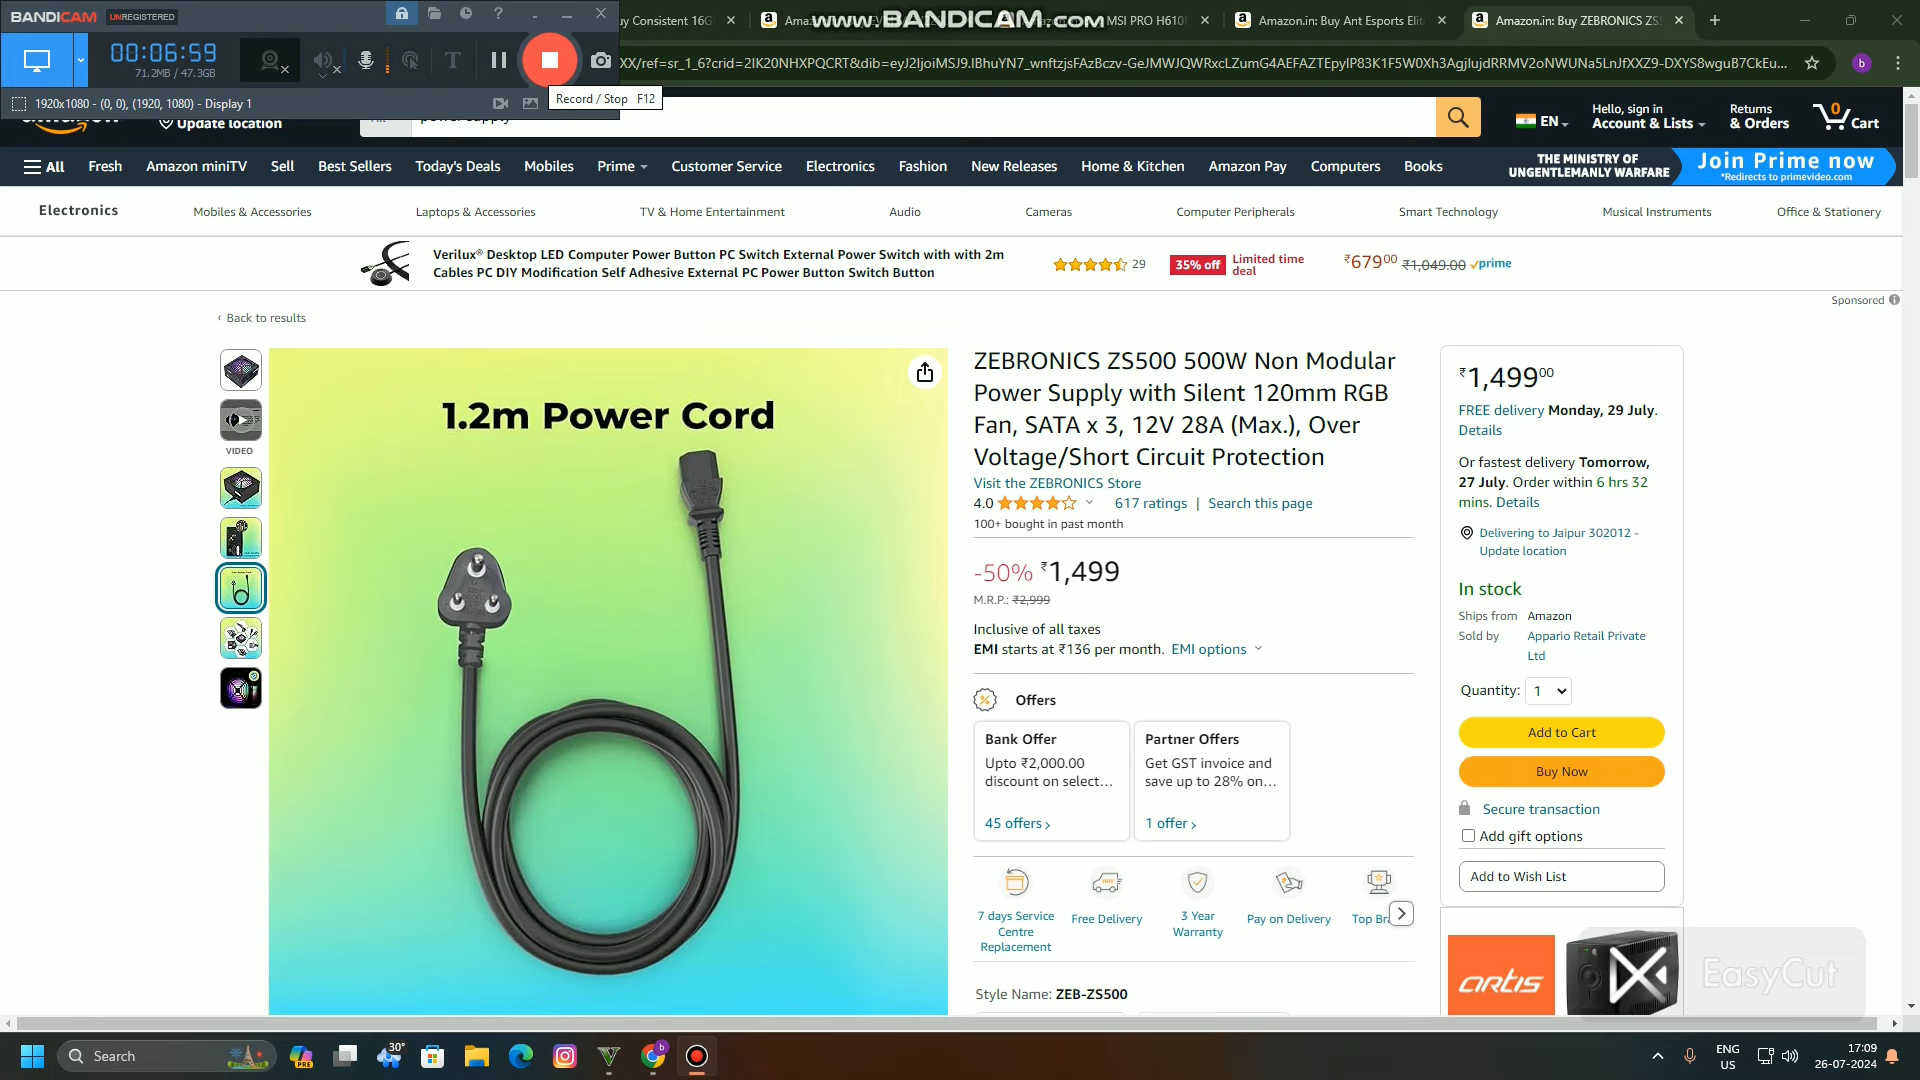 BANDICAM UNREGISTERED
uy Consistent 16G
Amaz
www.BANDICAM.com
MSI PRO H610
Amazon.in: Buy Ant Esports Elit
Amazon.in: Buy ZEBRONICS ZS
00:06:59
71.2MB / 47.3GB
1920x1080 - (0, 0), (1920, 1080) - Display 1
Record / Stop F12
b
Update location
power supply
EN
Hello, sign in
Account & Lists
Returns
& Orders
0
Cart
All
Fresh
Amazon miniTV
Sell
Best Sellers
Today's Deals
Mobiles
Prime
Customer Service
Electronics
Fashion
New Releases
Home & Kitchen
Amazon Pay
Computers
Books
THE MINISTRY OF
UNGENTLEMANLY WARFARE
Join Prime now
*Redirects to primevideo.com
Electronics
Mobiles & Accessories
Laptops & Accessories
TV & Home Entertainment
Audio
Cameras
Computer Peripherals
Smart Technology
Musical Instruments
Office & Stationery
Verilux® Desktop LED Computer Power Button PC Switch External Power Switch with with 2m
Cables PC DIY Modification Self Adhesive External PC Power Button Switch Button
29
35% off
Limited time
deal
₹67900 ₹1,049.00 prime
Sponsored
‹ Back to results
VIDEO
1.2m Power Cord
ZEBRONICS ZS500 500W Non Modular
Power Supply with Silent 120mm RGB
Fan, SATA x 3, 12V 28A (Max.), Over
Voltage/Short Circuit Protection
Visit the ZEBRONICS Store
4.0
617 ratings | Search this page
100+ bought in past month
-50% ₹1,499
M.R.P.: ₹2,999
Inclusive of all taxes
EMI starts at ₹136 per month. EMI options
Offers
Bank Offer
Upto ₹2,000.00
discount on select…
45 offers ›
Partner Offers
Get GST invoice and
save up to 28% on…
1 offer ›
7 days Service
Centre
Replacement
Free Delivery
3 Year
Warranty
Pay on Delivery
Top Br
Style Name: ZEB-ZS500
₹1,49900
FREE delivery Monday, 29 July.
Details
Or fastest delivery Tomorrow,
27 July. Order within 6 hrs 32
mins. Details
Delivering to Jaipur 302012 -
Update location
In stock
Ships from Amazon
Sold by Appario Retail Private
Ltd
Quantity: 1
Add to Cart
Buy Now
Secure transaction
Add gift options
Add to Wish List
artis
EasyCut
Search
PRE
30°
b
ENG
US
17:09
26-07-2024